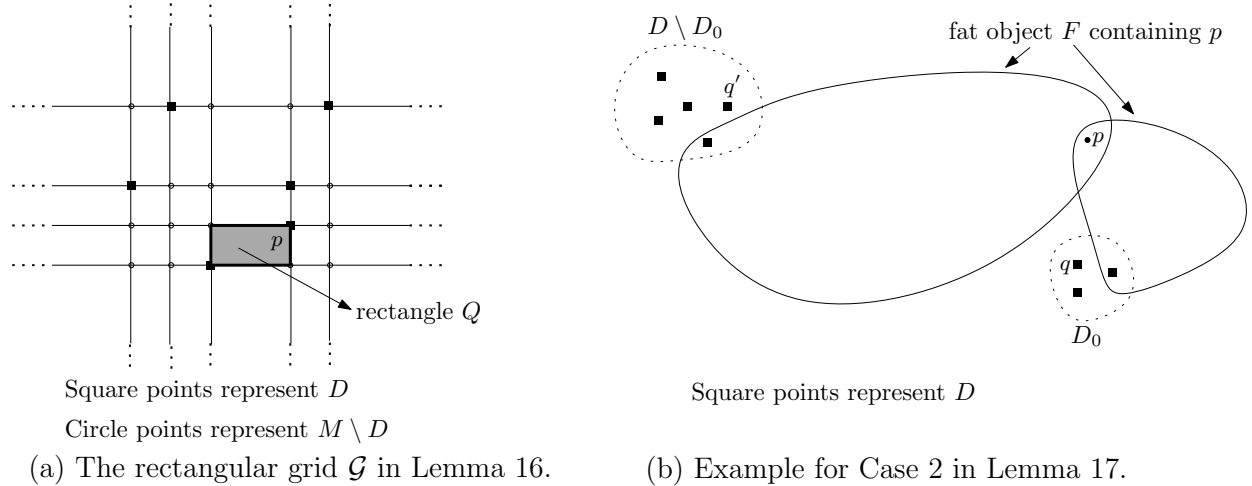 p
rectangle Q
Square points represent D
Circle points represent M \ D
(a) The rectangular grid 𝒢 in Lemma 16.
D \ D₀
fat object F containing p
q′
p
q
D₀
Square points represent D
(b) Example for Case 2 in Lemma 17.